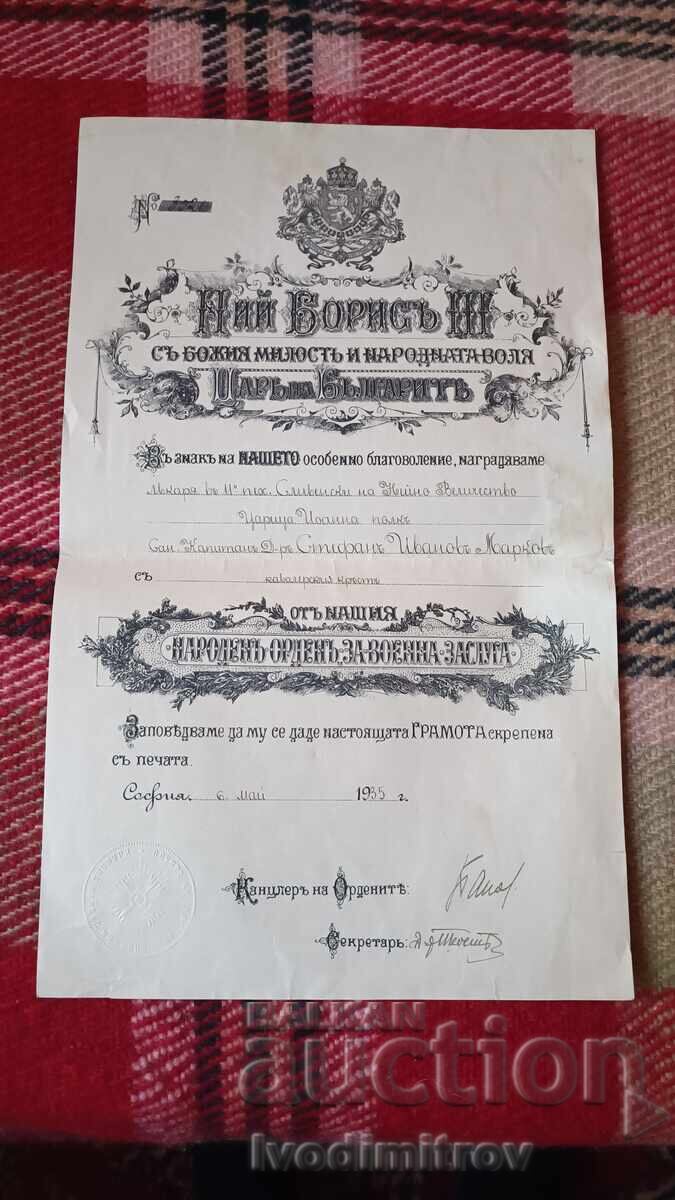 №
Ний Борисъ III
съ Божия милость и народната воля
Царь на Българитѣ
Въ знакъ на НАШЕТО особенно благоволение, награждаваме
лѣкаря въ 11й пех. Сливенски на Нейно Величество
Царица Иоанна полкъ
Сан. Капитанъ Д-ръ Стефанъ Ивановъ Марковъ
съ кавалерския кръстъ
отъ нашия
Народенъ орденъ за военна заслуга
Заповѣдваме да му се даде настоящата ГРАМОТА скрепена
съ печата.
София, 6 май 1935 г.
Канцлеръ на Орденитѣ:
Секретарь:
BALKAN
auction
Ivodimitrov